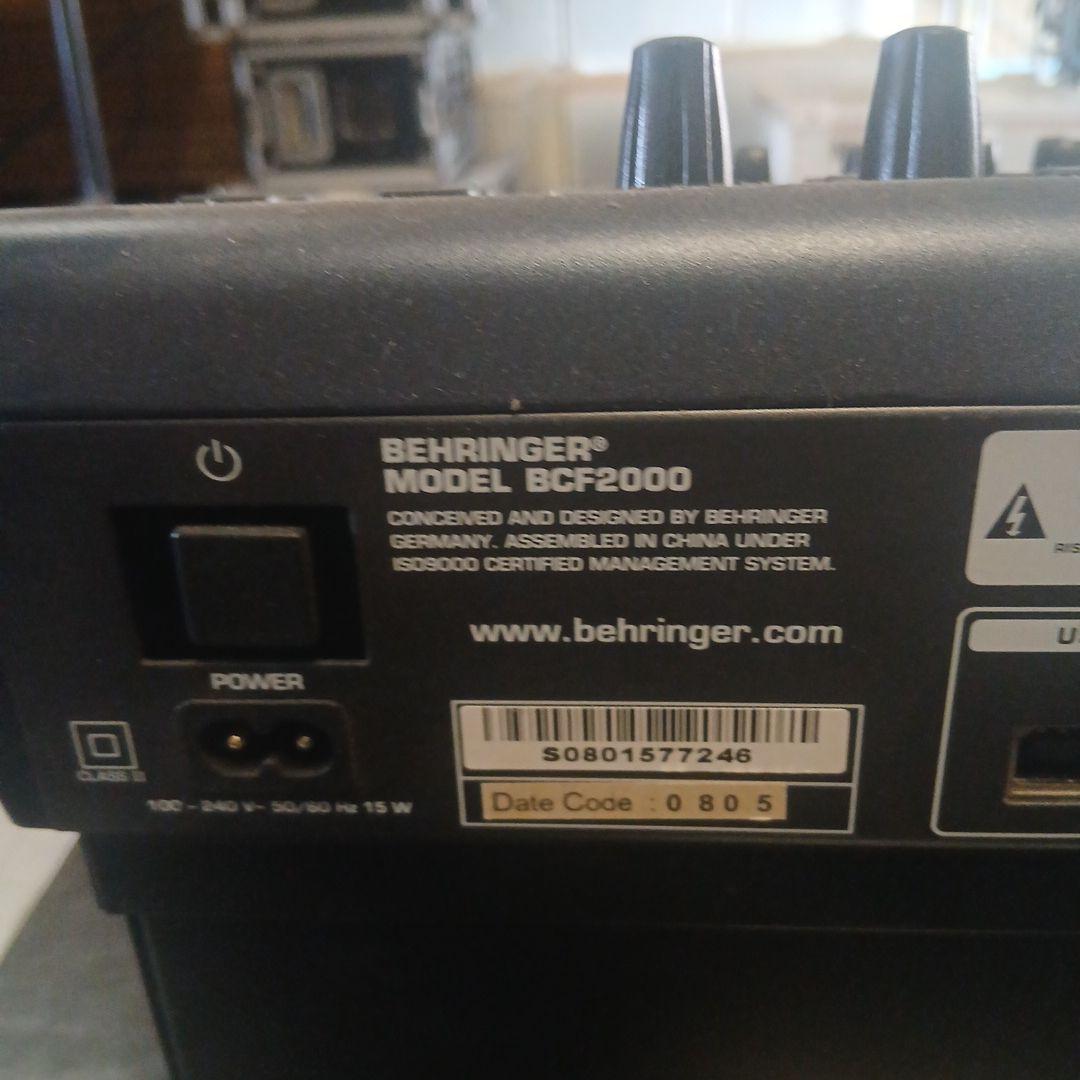 BEHRINGER®
MODEL BCF2000
CONCEIVED AND DESIGNED BY BEHRINGER
GERMANY. ASSEMBLED IN CHINA UNDER
ISO9000 CERTIFIED MANAGEMENT SYSTEM.
www.behringer.com
POWER
CLASS II
100 - 240 V~ 50/60 Hz 15 W
S0801577246
Date Code : 0 8 0 5
RIS
U